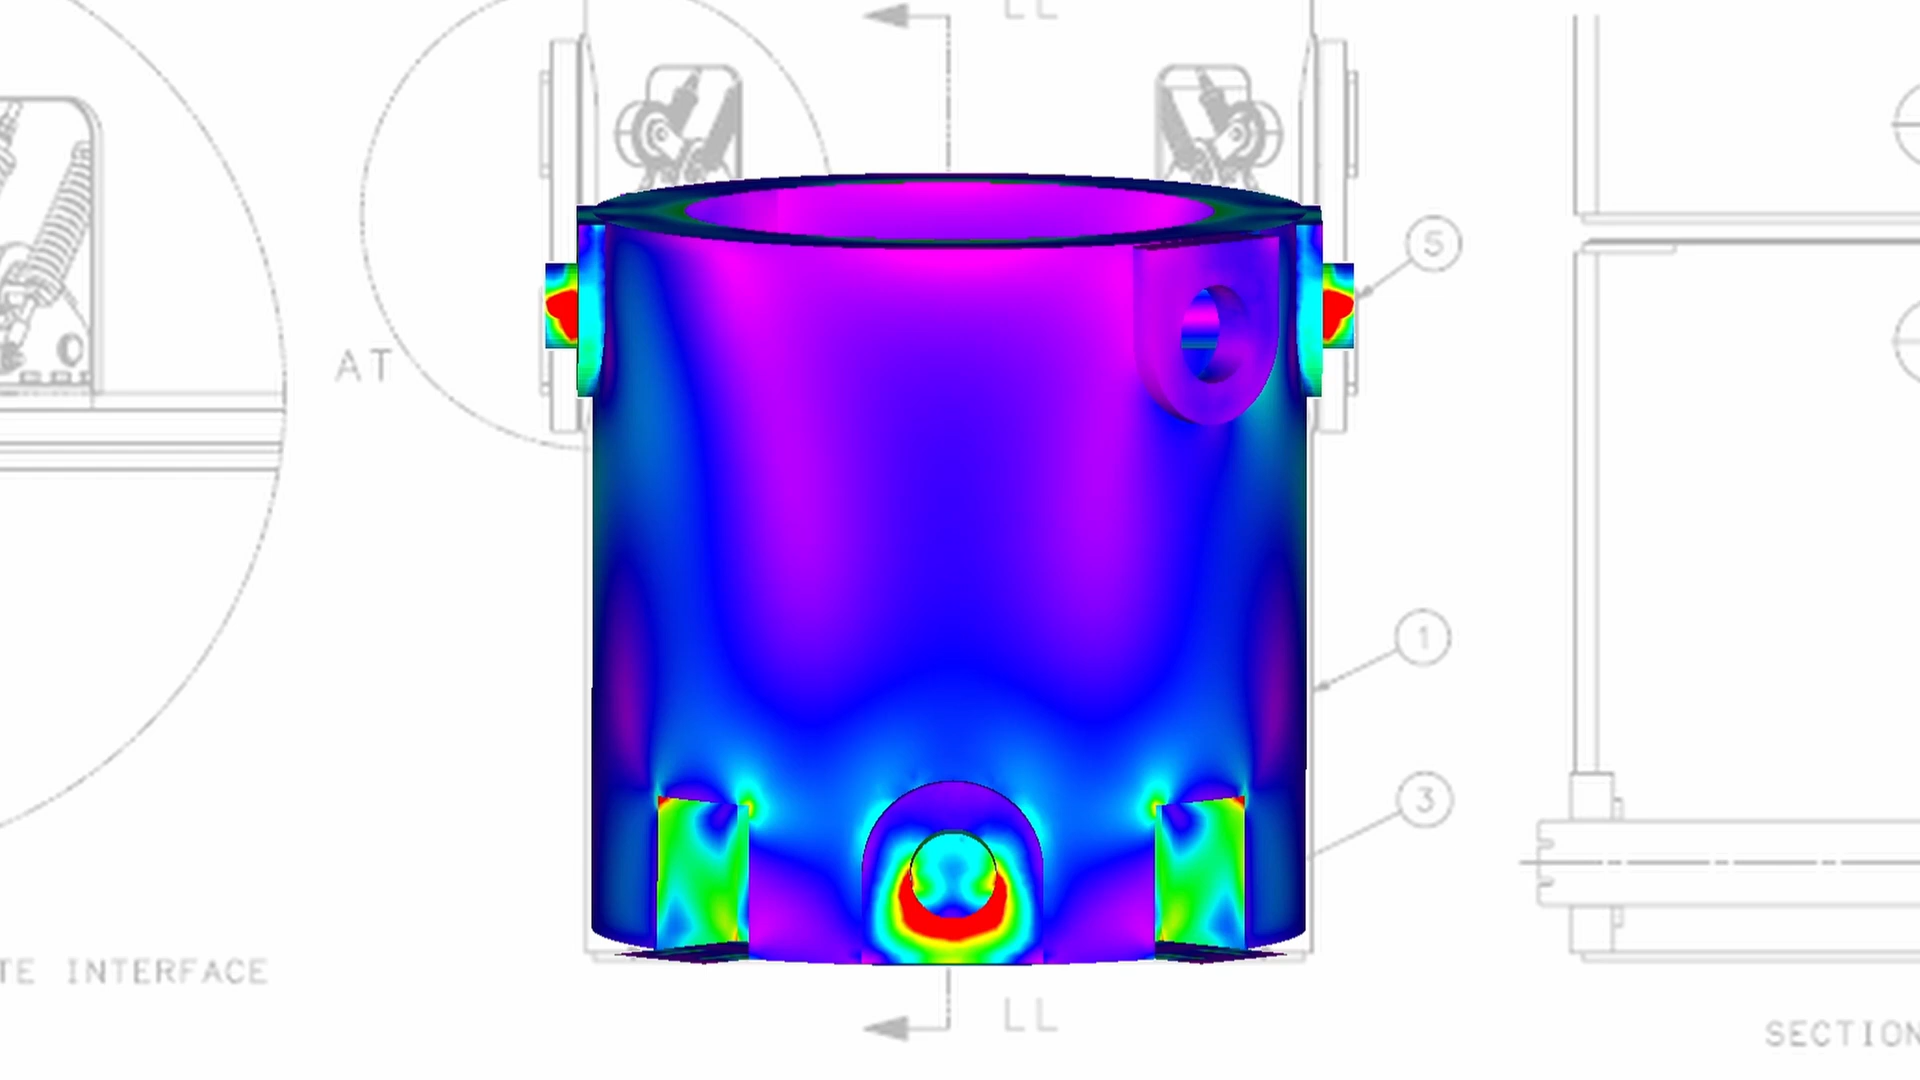 LL
5
AT
1
3
TE INTERFACE
LL
SECTION